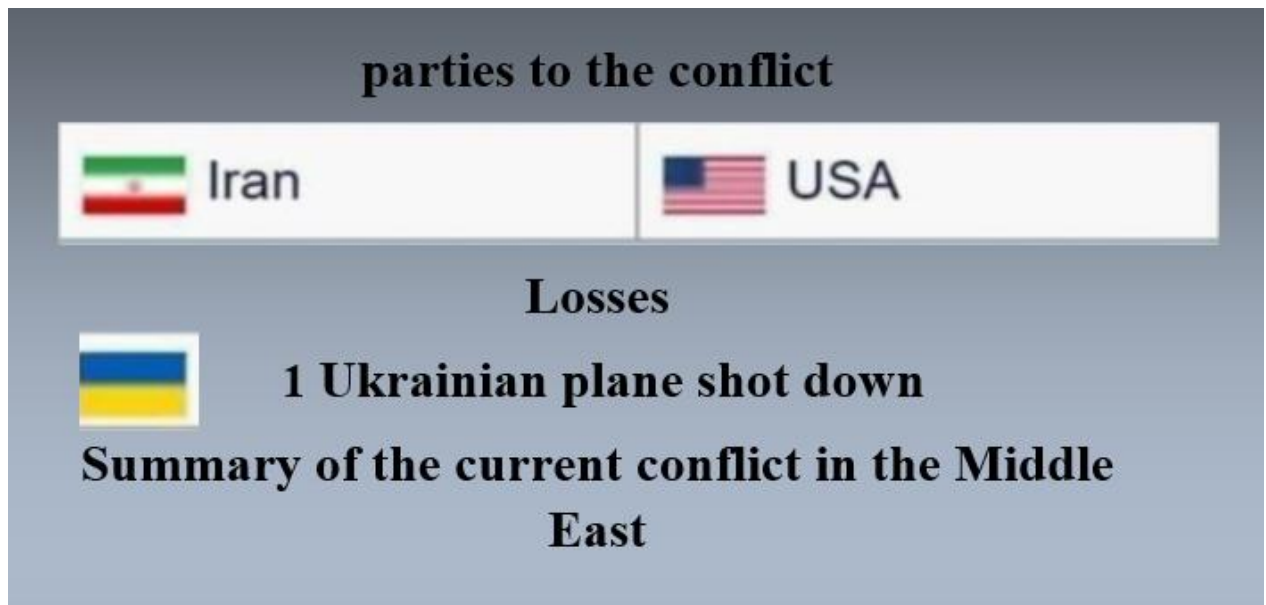 parties to the conflict
Iran USA
Losses
1 Ukrainian plane shot down
Summary of the current conflict in the Middle
East